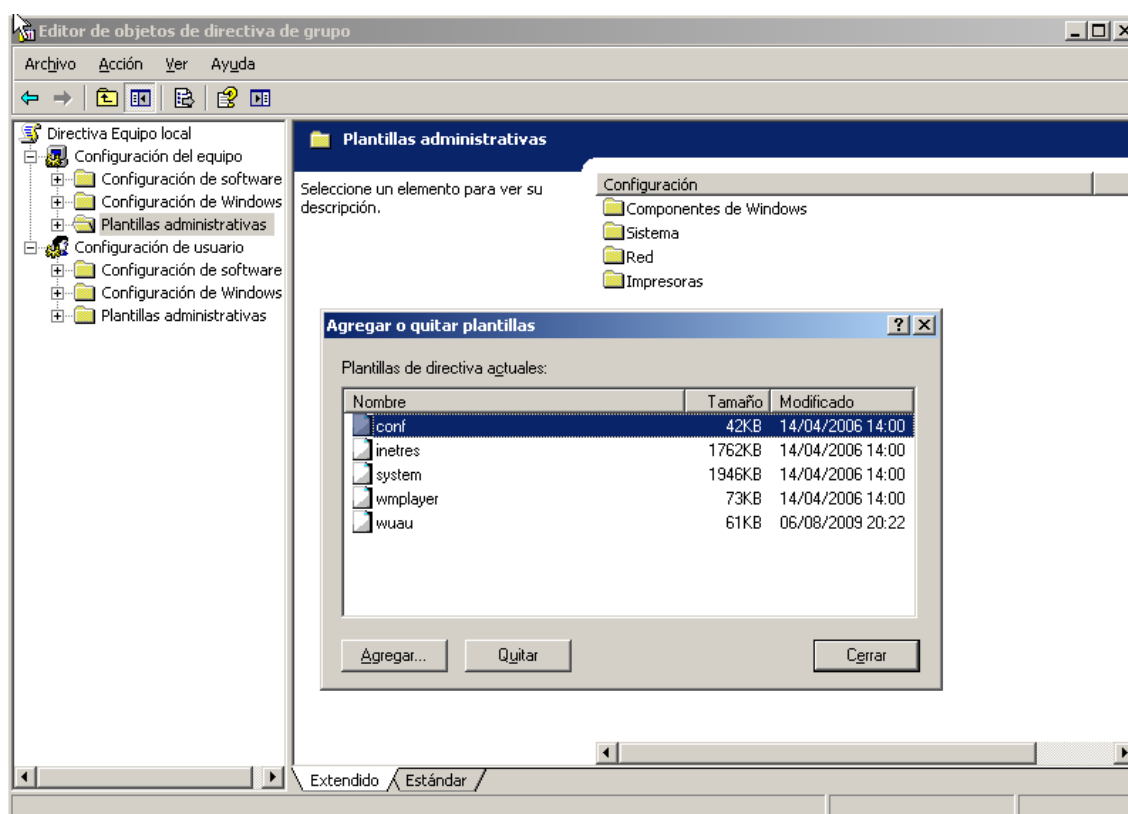 Editor de objetos de directiva de grupo
Archivo Acción Ver Ayuda
Directiva Equipo local
Configuración del equipo
Configuración de software
Configuración de Windows
Plantillas administrativas
Configuración de usuario
Configuración de software
Configuración de Windows
Plantillas administrativas
Plantillas administrativas
Seleccione un elemento para ver su
descripción.
Configuración
Componentes de Windows
Sistema
Red
Impresoras
Agregar o quitar plantillas
Plantillas de directiva actuales:
Nombre Tamaño Modificado
conf 42KB 14/04/2006 14:00
inetres 1762KB 14/04/2006 14:00
system 1946KB 14/04/2006 14:00
wmplayer 73KB 14/04/2006 14:00
wuau 61KB 06/08/2009 20:22
Agregar... Quitar Cerrar
Extendido Estándar